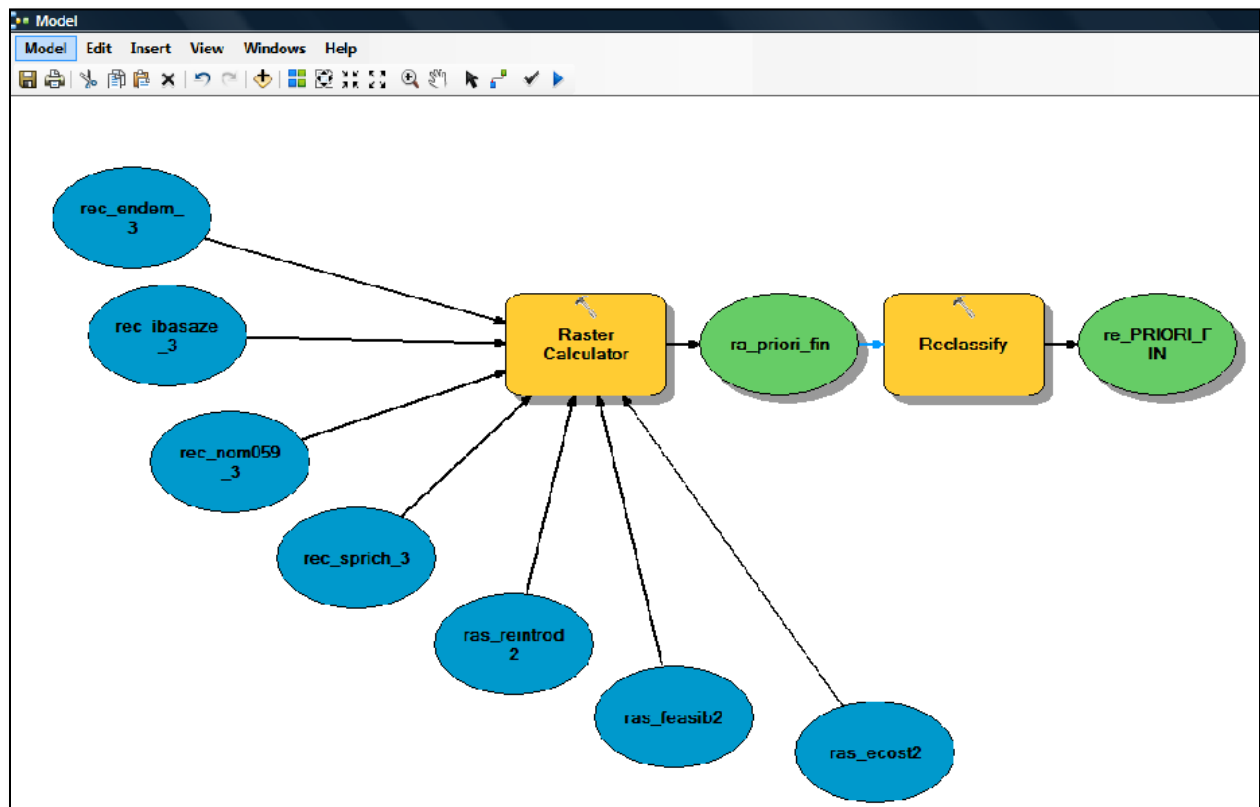 Model
Model Edit Insert View Windows Help
rec_endem_
3
rec_ibasaze
_3
Raster
Calculator
ra_priori_fin
Reclassify
re_PRIORI_F
IN
rec_nom059
_3
rec_sprich_3
ras_reintrod
2
ras_feasib2
ras_ecost2